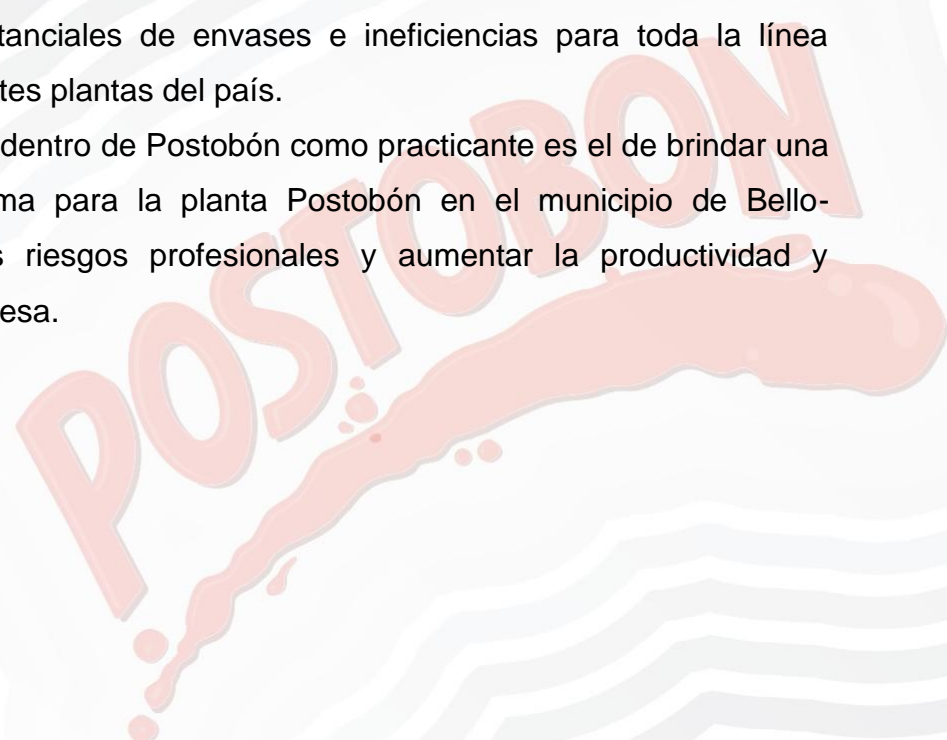 tanciales de envases e ineficiencias para toda la línea
tes plantas del país.
dentro de Postobón como practicante es el de brindar una
ma para la planta Postobón en el municipio de Bello-
s riesgos profesionales y aumentar la productividad y
esa.
POSTOBON